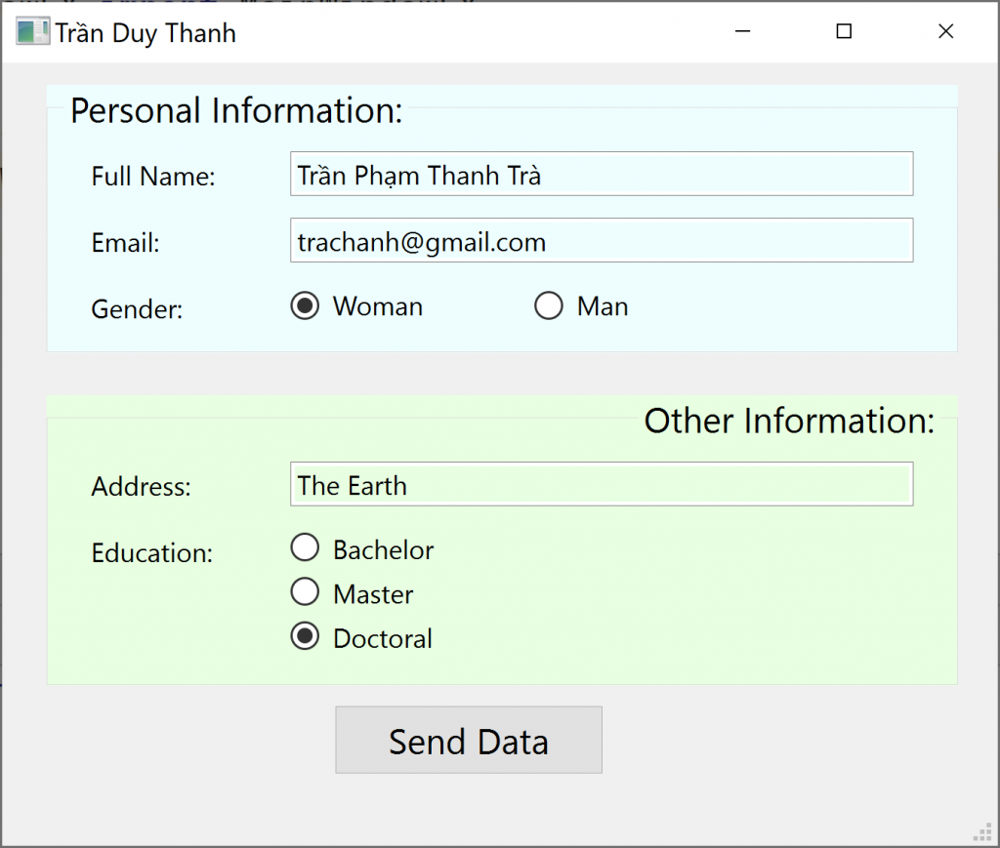 Trần Duy Thanh
Personal Information:
Full Name: Trần Phạm Thanh Trà
Email: trachanh@gmail.com
Gender: Woman Man
Other Information:
Address: The Earth
Education: Bachelor
Master
Doctoral
Send Data